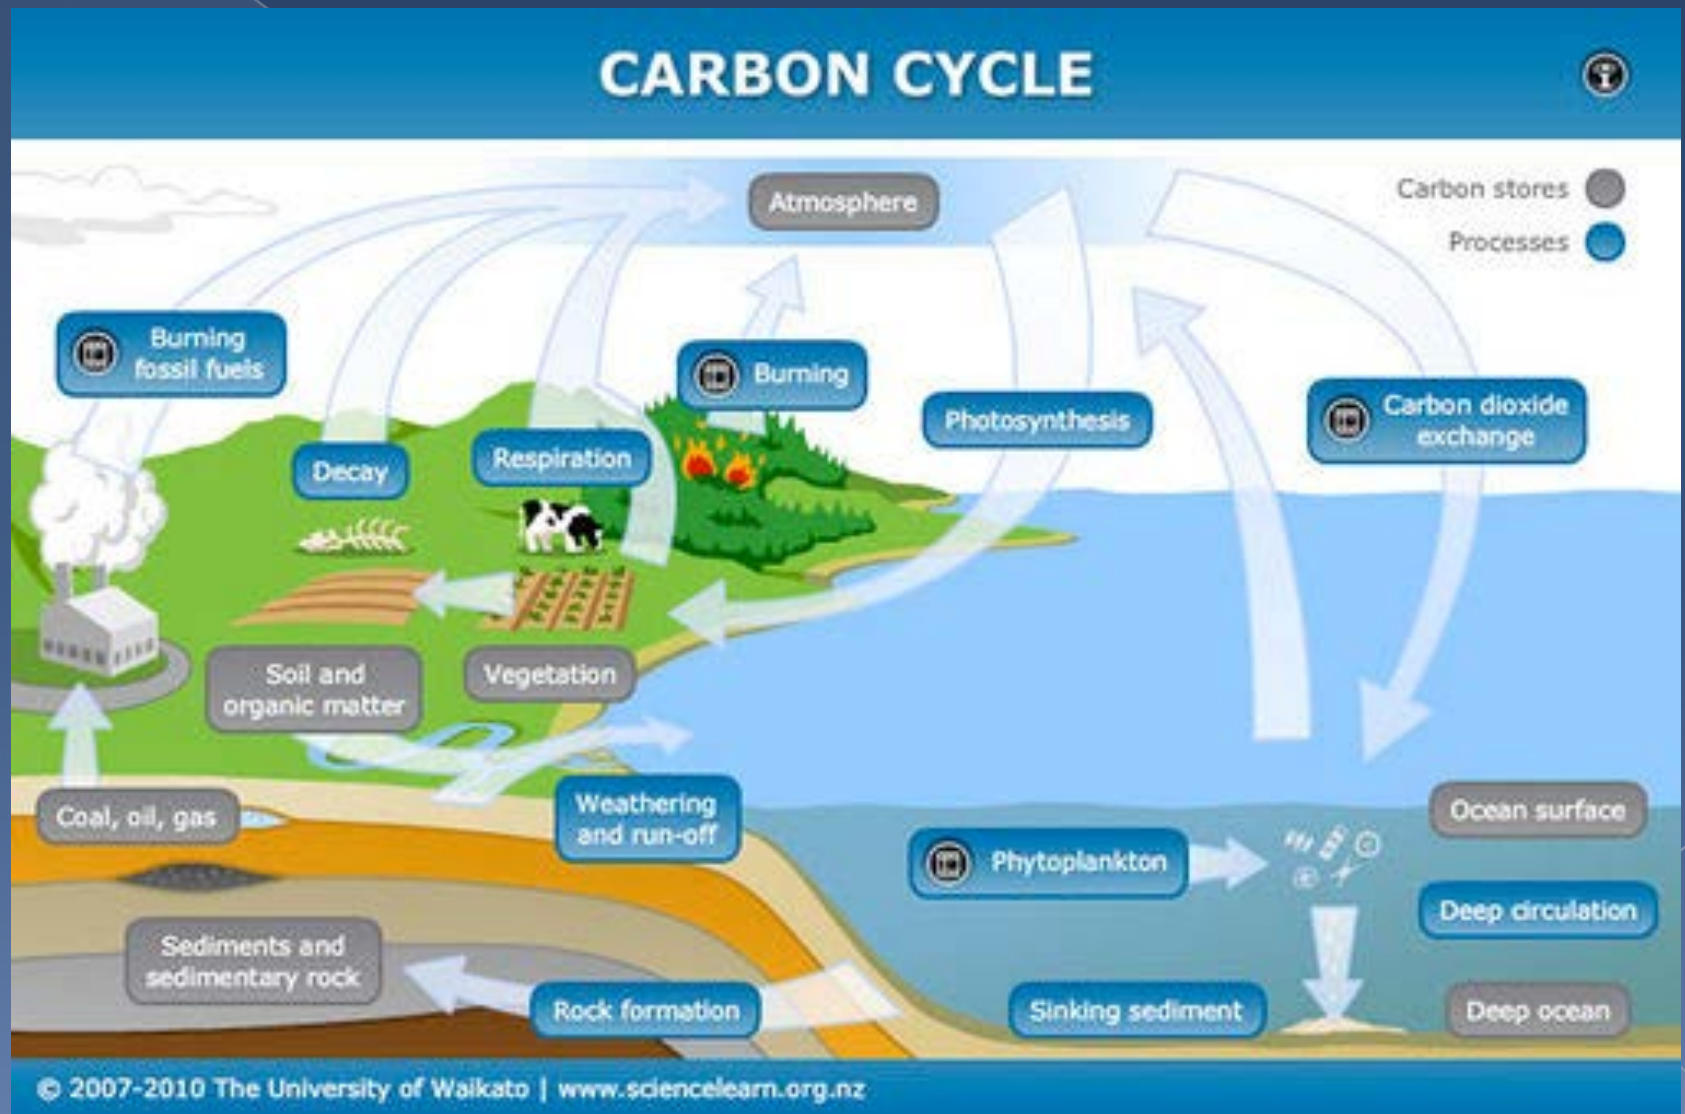 CARBON CYCLE
Atmosphere
Carbon stores
Processes
Burning
fossil fuels
Burning
Carbon dioxide
exchange
Photosynthesis
Decay
Respiration
Soil and
organic matter
Vegetation
Coal, oil, gas
Weathering
and run-off
Ocean surface
Phytoplankton
Deep circulation
Sediments and
sedimentary rock
Rock formation
Sinking sediment
Deep ocean
© 2007-2010 The University of Waikato | www.sciencelearn.org.nz